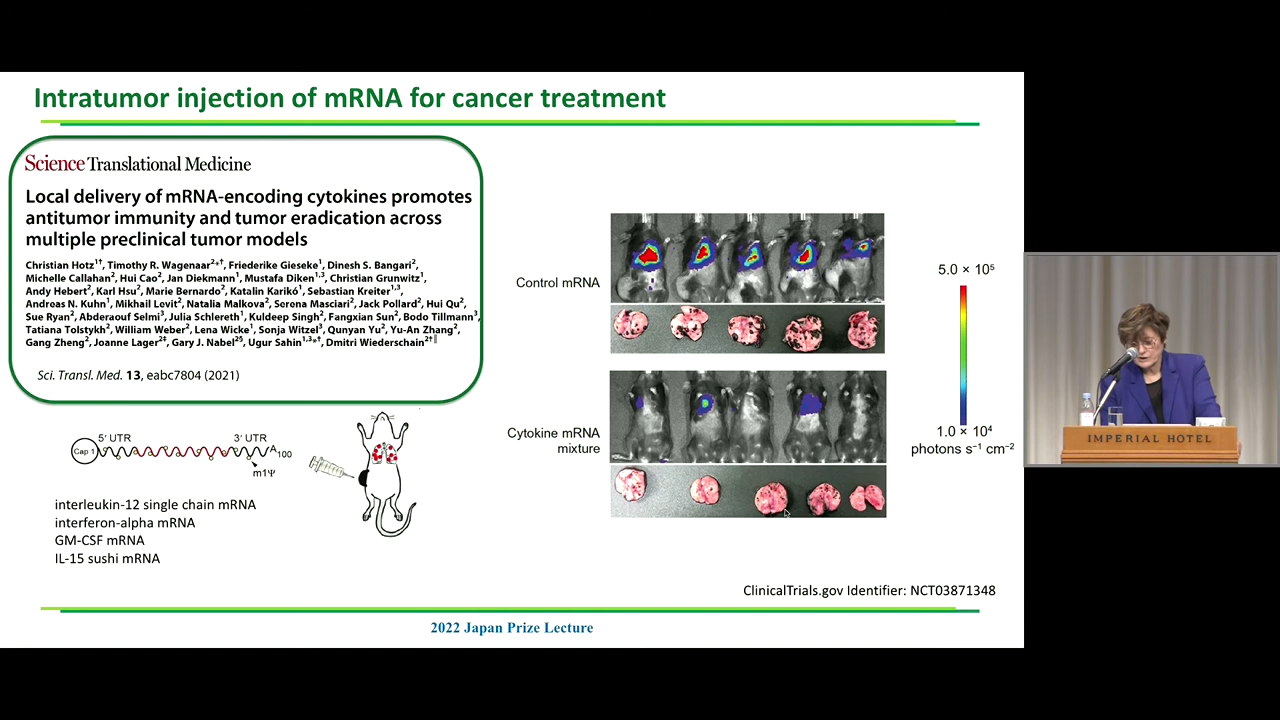 Intratumor injection of mRNA for cancer treatment
Science Translational Medicine
Local delivery of mRNA-encoding cytokines promotes
antitumor immunity and tumor eradication across
multiple preclinical tumor models
Christian Hotz¹†, Timothy R. Wagenaar²*†, Friederike Gieseke¹, Dinesh S. Bangari²,
Michelle Callahan², Hui Cao², Jan Diekmann¹, Mustafa Diken¹,³, Christian Grunwitz¹,
Andy Hebert², Karl Hsu², Marie Bernardo², Katalin Karikó¹, Sebastian Kreiter¹,³,
Andreas N. Kuhn¹, Mikhail Levit², Natalia Malkova², Serena Masciari², Jack Pollard², Hui Qu²,
Sue Ryan², Abderaouf Selmi³, Julia Schlereth¹, Kuldeep Singh², Fangxian Sun², Bodo Tillmann³,
Tatiana Tolstykh², William Weber², Lena Wicke¹, Sonja Witzel³, Qunyan Yu², Yu-An Zhang²,
Gang Zheng², Joanne Lager²‡, Gary J. Nabel²§, Ugur Sahin¹,³*†, Dmitri Wiederschain²†||
Sci. Transl. Med. 13, eabc7804 (2021)
5′ UTR 3′ UTR
Cap 1 A100
m1Ψ
interleukin-12 single chain mRNA
interferon-alpha mRNA
GM-CSF mRNA
IL-15 sushi mRNA
Control mRNA
Cytokine mRNA
mixture
5.0 × 10⁵
1.0 × 10⁴
photons s⁻¹ cm⁻²
ClinicalTrials.gov Identifier: NCT03871348
2022 Japan Prize Lecture
IMPERIAL HOTEL